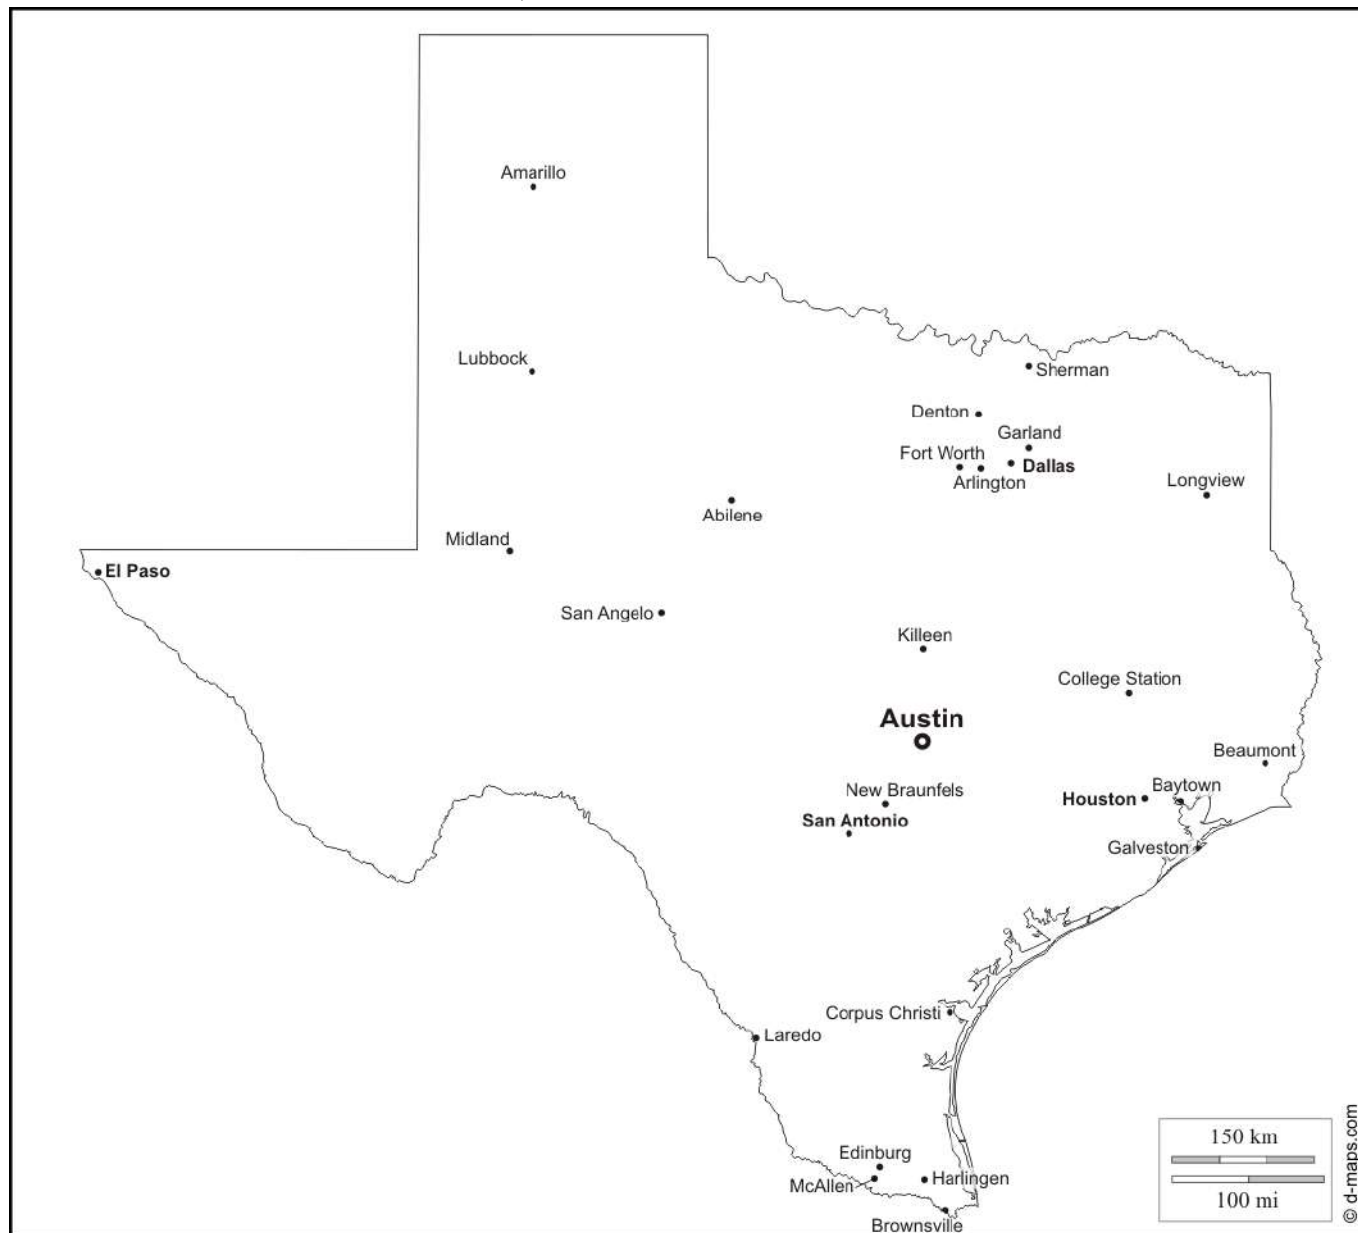 Amarillo
Lubbock
Sherman
Denton
Garland
Fort Worth
Dallas
Arlington
Longview
Abilene
Midland
El Paso
San Angelo
Killeen
College Station
Austin
Beaumont
New Braunfels
Baytown
Houston
San Antonio
Galveston
Corpus Christi
Laredo
Edinburg
McAllen
Harlingen
Brownsville
150 km
100 mi
© d-maps.com